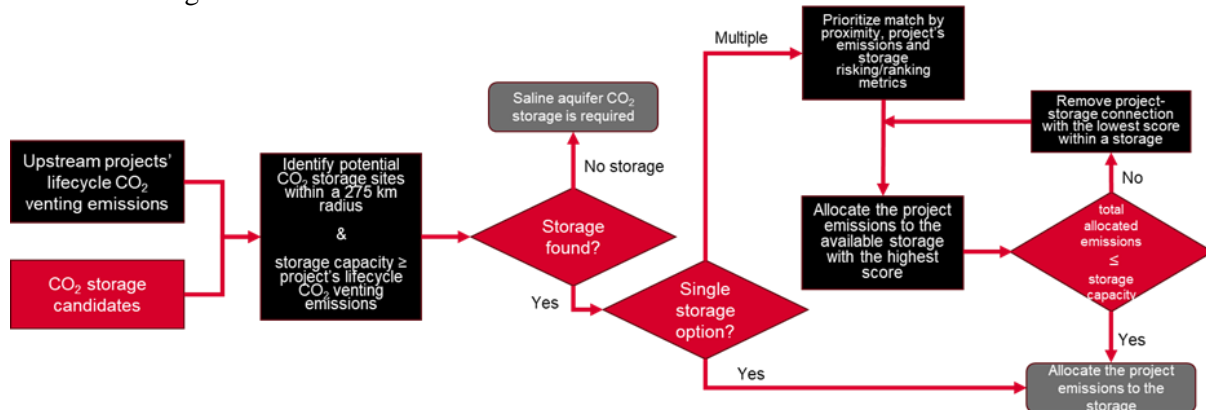 Upstream projects'
lifecycle CO₂
venting emissions
CO₂ storage
candidates
Identify potential
CO₂ storage sites
within a 275 km
radius
&
storage capacity ≥
project's lifecycle
CO₂ venting
emissions
Saline aquifer CO₂
storage is required
No storage
Storage
found?
Yes
Single
storage
option?
Multiple
Yes
Prioritize match by
proximity, project's
emissions and
storage
risking/ranking
metrics
Allocate the project
emissions to the
available storage
with the highest
score
Remove project-
storage connection
with the lowest score
within a storage
No
total
allocated
emissions
≤
storage
capacity
Yes
Allocate the project
emissions to the
storage